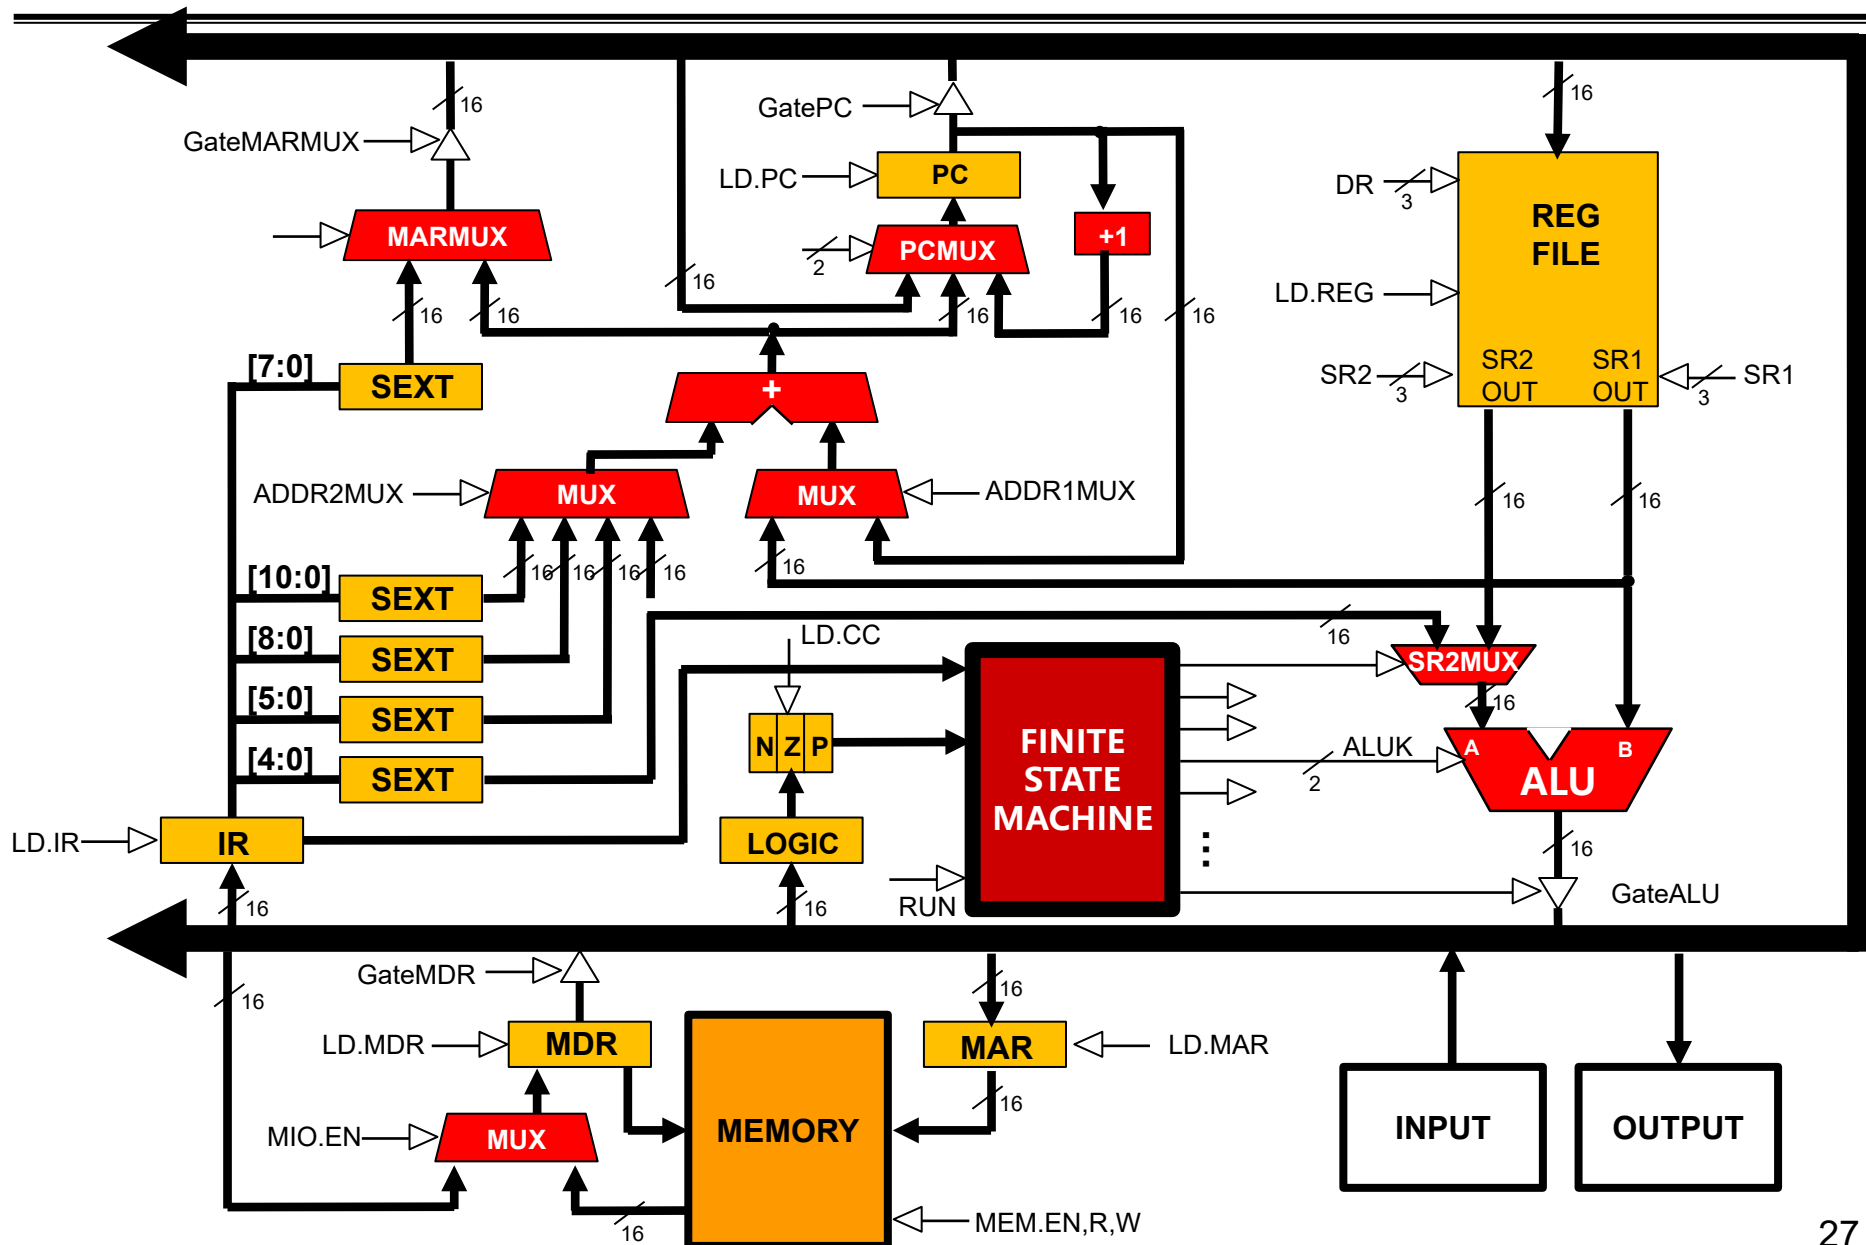 16
GateMARMUX
MARMUX
16
16
[7:0]
SEXT
16
GatePC
LD.PC
PC
2
PCMUX
+1
16
16
16
+
ADDR2MUX
MUX
MUX
ADDR1MUX
16
16
16
16
16
16
DR
3
REG
FILE
LD.REG
SR2
3
SR2
OUT
SR1
OUT
3
SR1
16
16
[10:0]
SEXT
[8:0]
SEXT
[5:0]
SEXT
[4:0]
SEXT
LD.IR
IR
16
LD.CC
N Z P
LOGIC
16
FINITE
STATE
MACHINE
RUN
16
SR2MUX
16
ALUK
2
A
B
ALU
16
GateALU
⋮
16
GateMDR
LD.MDR
MDR
MIO.EN
MUX
16
MEMORY
MEM.EN,R,W
16
MAR
LD.MAR
16
INPUT
OUTPUT
27